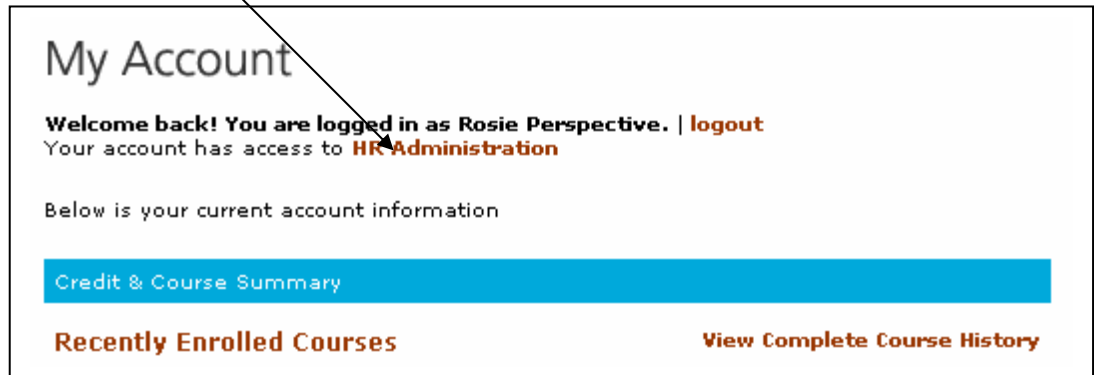 My Account
Welcome back! You are logged in as Rosie Perspective. | logout
Your account has access to HR Administration
Below is your current account information
Credit & Course Summary
Recently Enrolled Courses View Complete Course History